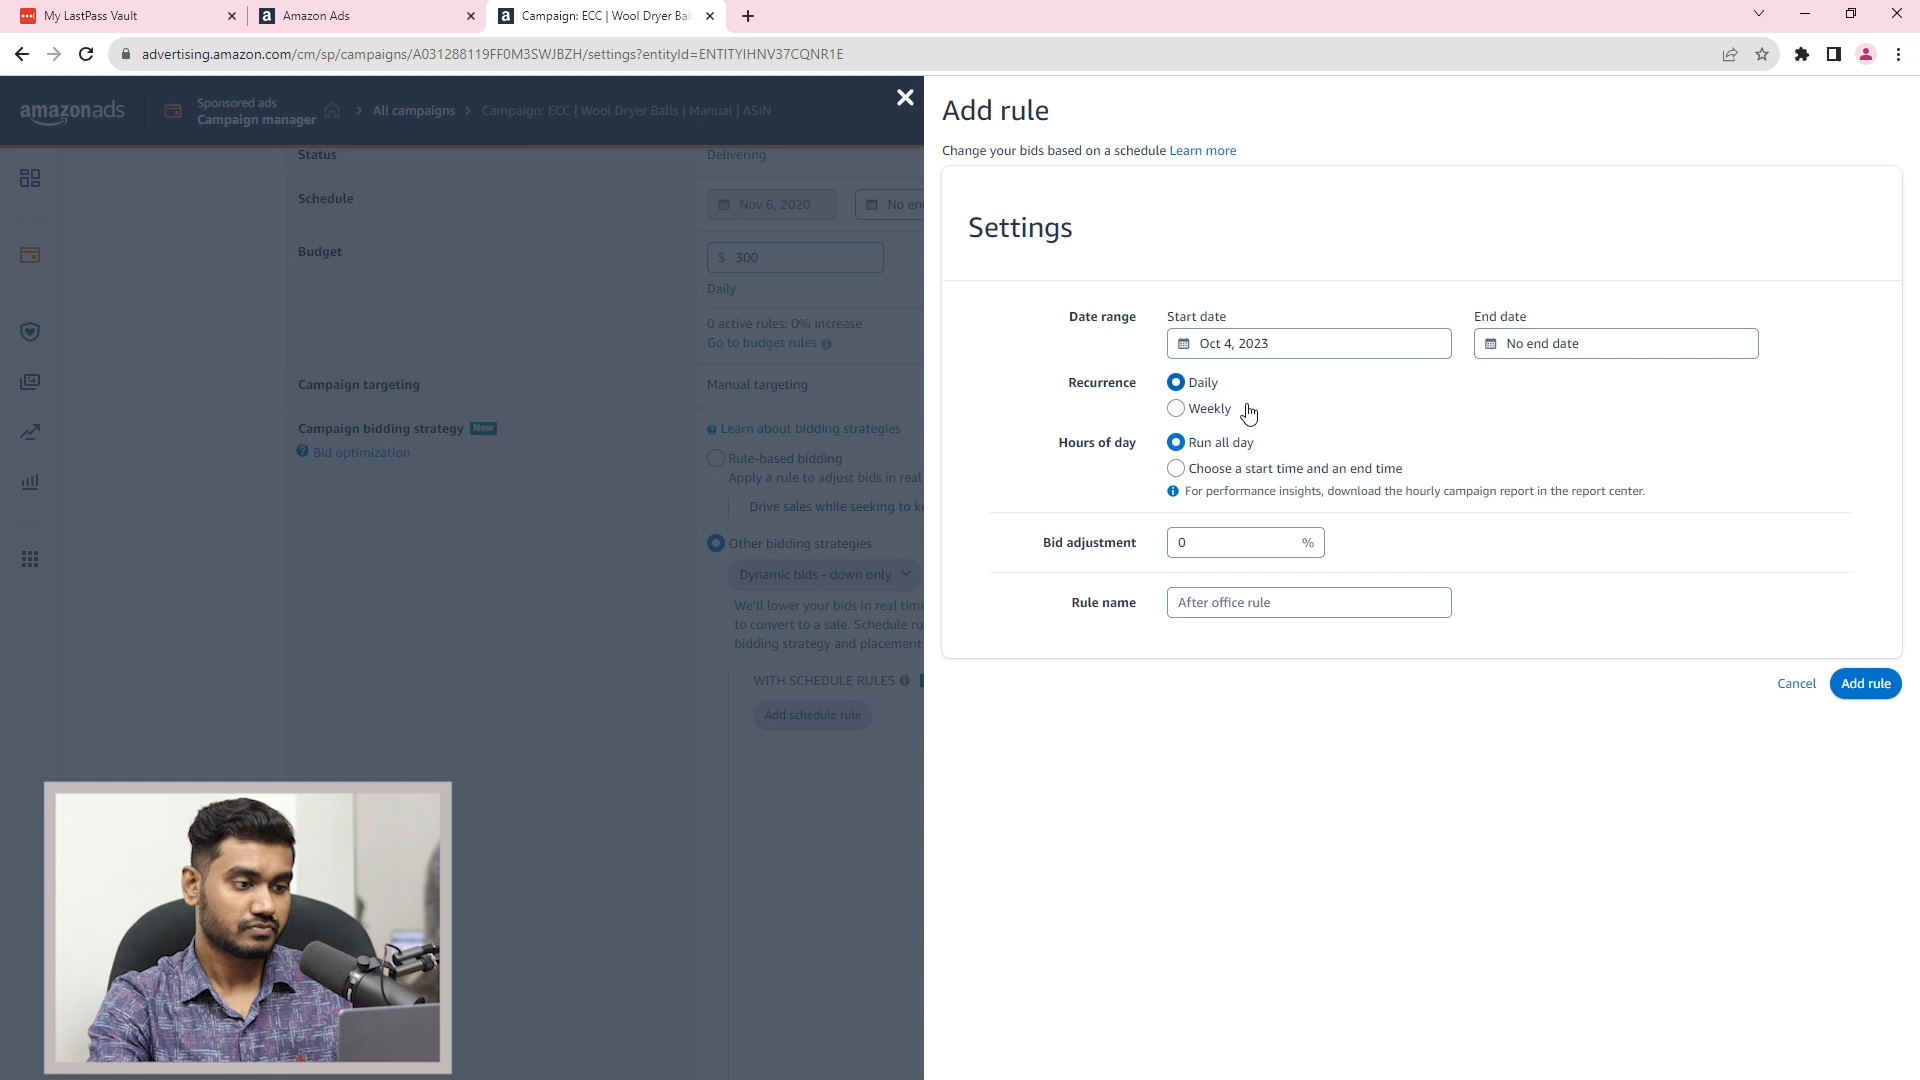 My LastPass Vault
Amazon Ads
Campaign: ECC | Wool Dryer Bal
advertising.amazon.com/cm/sp/campaigns/A031288119FF0M3SWJBZH/settings?entityId=ENTITYIHNV37CQNR1E
amazonads
Sponsored ads
Campaign manager
All campaigns
Campaign: ECC | Wool Dryer Balls | Manual | ASIN
Status
Delivering
Schedule
Nov 6, 2020
No en
Budget
$ 300
Daily
0 active rules: 0% increase
Go to budget rules
Campaign targeting
Manual targeting
Campaign bidding strategy New
Bid optimization
Learn about bidding strategies
Rule-based bidding
Apply a rule to adjust bids in real
Drive sales while seeking to k
Other bidding strategies
Dynamic bids - down only
We'll lower your bids in real time
to convert to a sale. Schedule ru
bidding strategy and placement
WITH SCHEDULE RULES
Add schedule rule
Add rule
Change your bids based on a schedule Learn more
Settings
Date range
Start date
Oct 4, 2023
End date
No end date
Recurrence
Daily
Weekly
Hours of day
Run all day
Choose a start time and an end time
For performance insights, download the hourly campaign report in the report center.
Bid adjustment
0 %
Rule name
After office rule
Cancel
Add rule